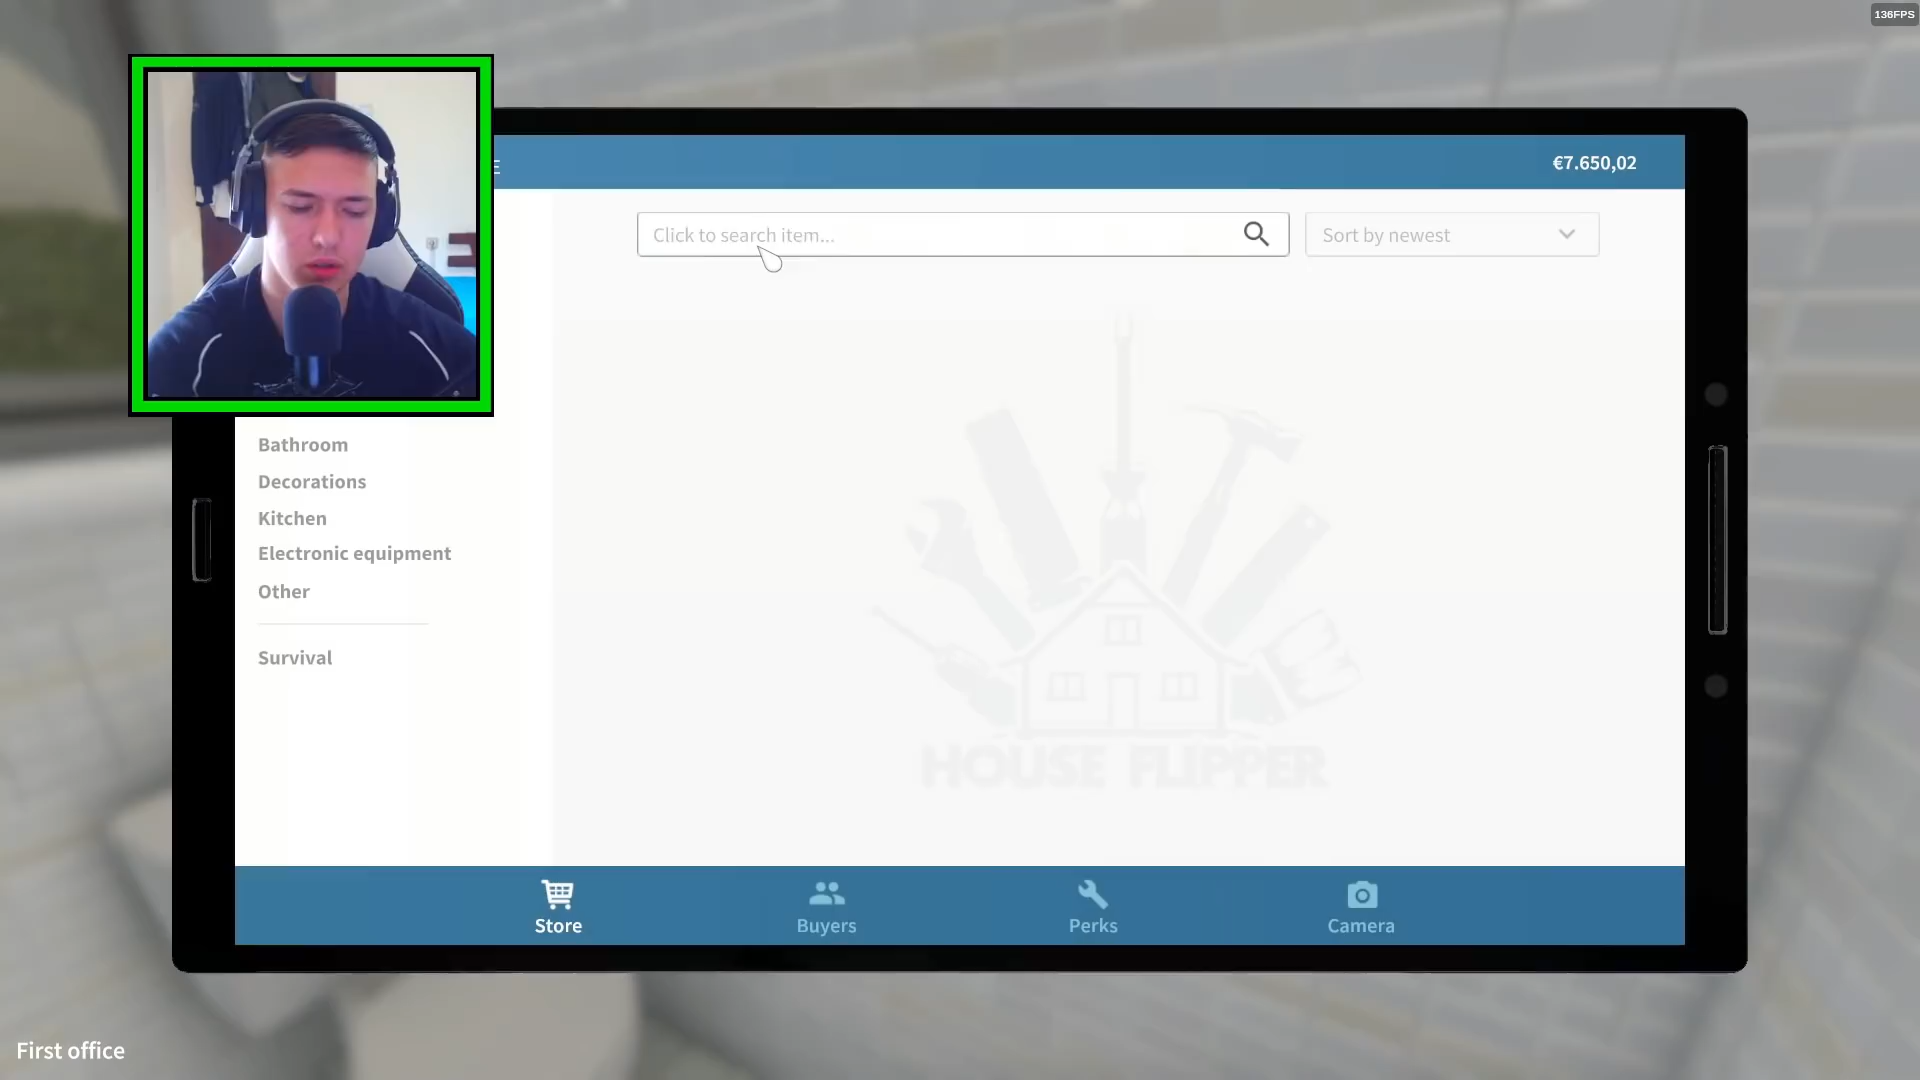 136FPS
E
€7.650,02
Click to search item...
Sort by newest
Bathroom
Decorations
Kitchen
Electronic equipment
Other
Survival
HOUSE FLIPPER
Store
Buyers
Perks
Camera
First office